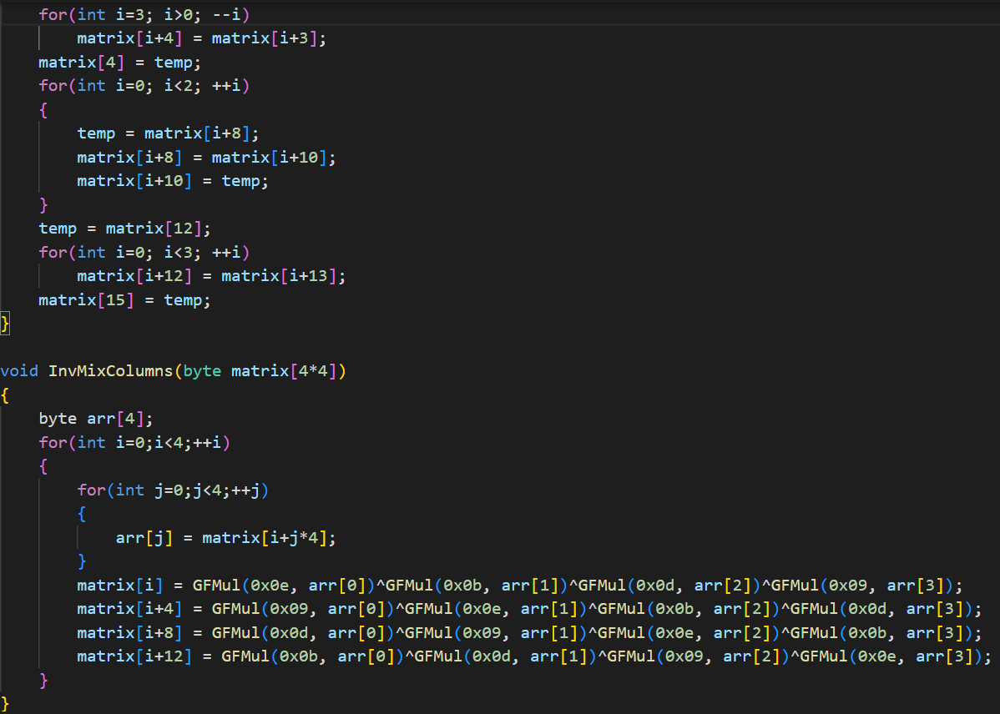 for(int i=3; i>0; --i)
        matrix[i+4] = matrix[i+3];
    matrix[4] = temp;
    for(int i=0; i<2; ++i)
    {
        temp = matrix[i+8];
        matrix[i+8] = matrix[i+10];
        matrix[i+10] = temp;
    }
    temp = matrix[12];
    for(int i=0; i<3; ++i)
        matrix[i+12] = matrix[i+13];
    matrix[15] = temp;
}

void InvMixColumns(byte matrix[4*4])
{
    byte arr[4];
    for(int i=0;i<4;++i)
    {
        for(int j=0;j<4;++j)
        {
            arr[j] = matrix[i+j*4];
        }
        matrix[i] = GFMul(0x0e, arr[0])^GFMul(0x0b, arr[1])^GFMul(0x0d, arr[2])^GFMul(0x09, arr[3]);
        matrix[i+4] = GFMul(0x09, arr[0])^GFMul(0x0e, arr[1])^GFMul(0x0b, arr[2])^GFMul(0x0d, arr[3]);
        matrix[i+8] = GFMul(0x0d, arr[0])^GFMul(0x09, arr[1])^GFMul(0x0e, arr[2])^GFMul(0x0b, arr[3]);
        matrix[i+12] = GFMul(0x0b, arr[0])^GFMul(0x0d, arr[1])^GFMul(0x09, arr[2])^GFMul(0x0e, arr[3]);
    }
}